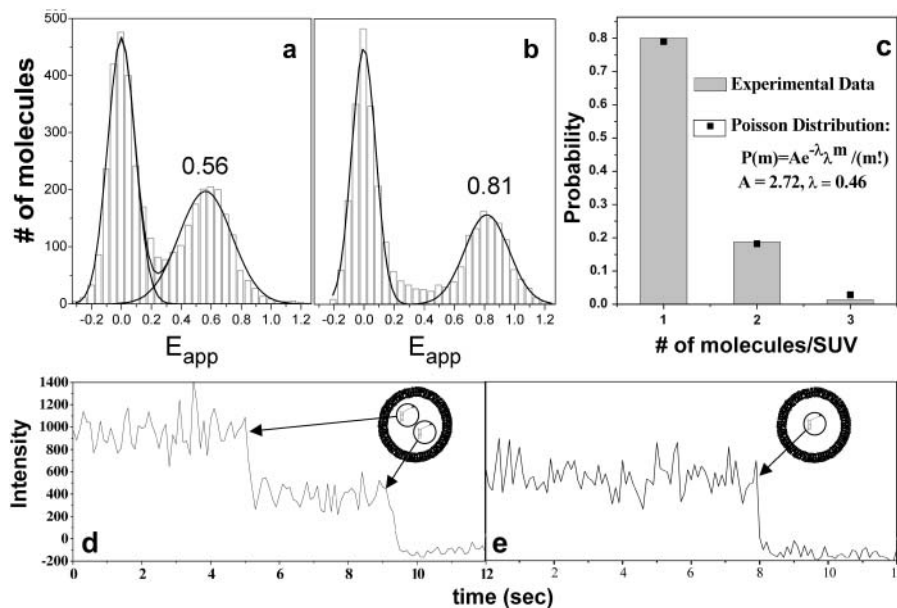 500
400
300
200
100
0
# of molecules
a
0.56
-0.2 0.0 0.2 0.4 0.6 0.8 1.0 1.2
E_app
b
0.81
-0.2 0.0 0.2 0.4 0.6 0.8 1.0 1.2
E_app
c
0.8
0.7
0.6
0.5
0.4
0.3
0.2
0.1
0.0
Probability
Experimental Data
Poisson Distribution:
P(m)=Ae^-λ λ^m/(m!)
A = 2.72, λ = 0.46
1 2 3
# of molecules/SUV
1400
1200
1000
800
600
400
200
0
-200
Intensity
d
0 2 4 6 8 10 12
e
2 4 6 8 10 12
time (sec)